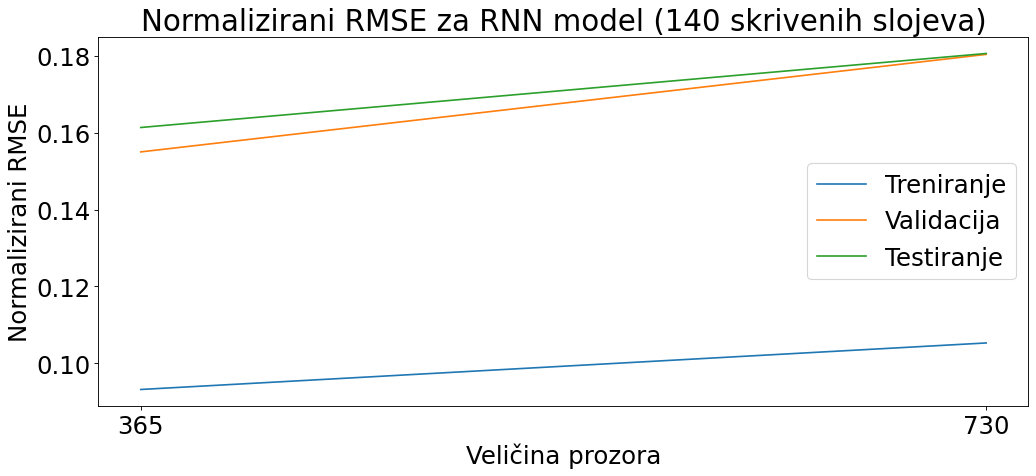 Normalizirani RMSE za RNN model (140 skrivenih slojeva)
Normalizirani RMSE
0.18
0.16
0.14
0.12
0.10
Treniranje
Validacija
Testiranje
365
730
Veličina prozora